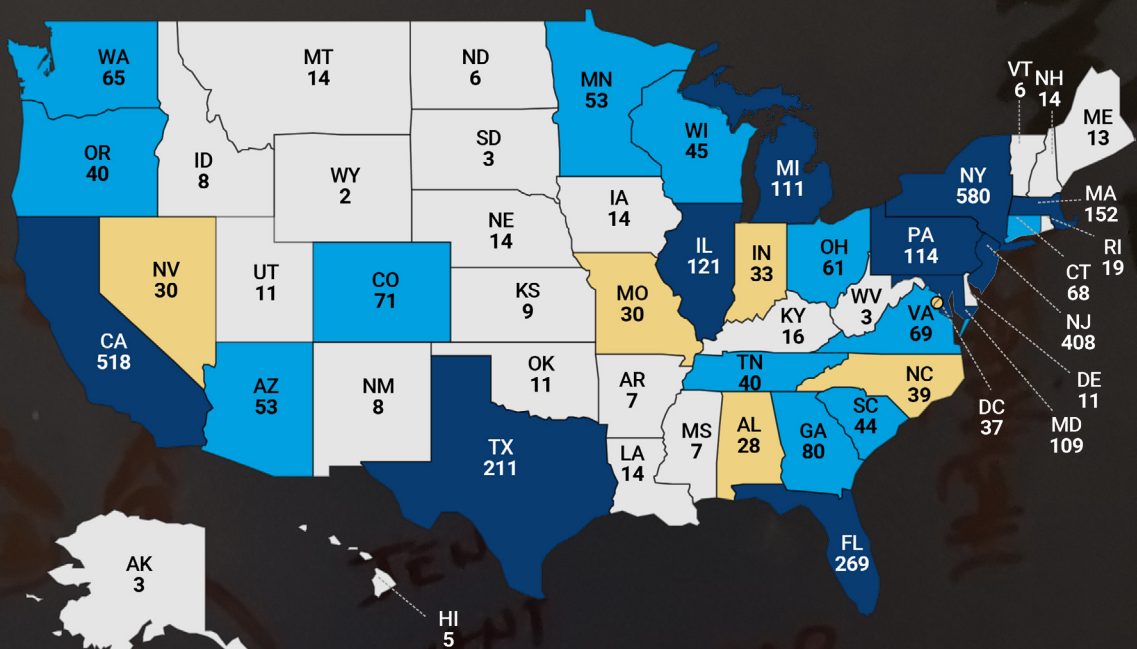 WA
65
MT
14
ND
6
MN
53
VT
6
NH
14
ME
13
OR
40
ID
8
WY
2
SD
3
WI
45
MI
111
NY
580
MA
152
RI
19
CT
68
NJ
408
DE
11
MD
109
DC
37
NV
30
UT
11
CO
71
NE
14
IA
14
IL
121
IN
33
OH
61
PA
114
CA
518
KS
9
MO
30
KY
16
WV
3
VA
69
AZ
53
NM
8
OK
11
AR
7
TN
40
NC
39
TX
211
LA
14
MS
7
AL
28
GA
80
SC
44
FL
269
AK
3
HI
5